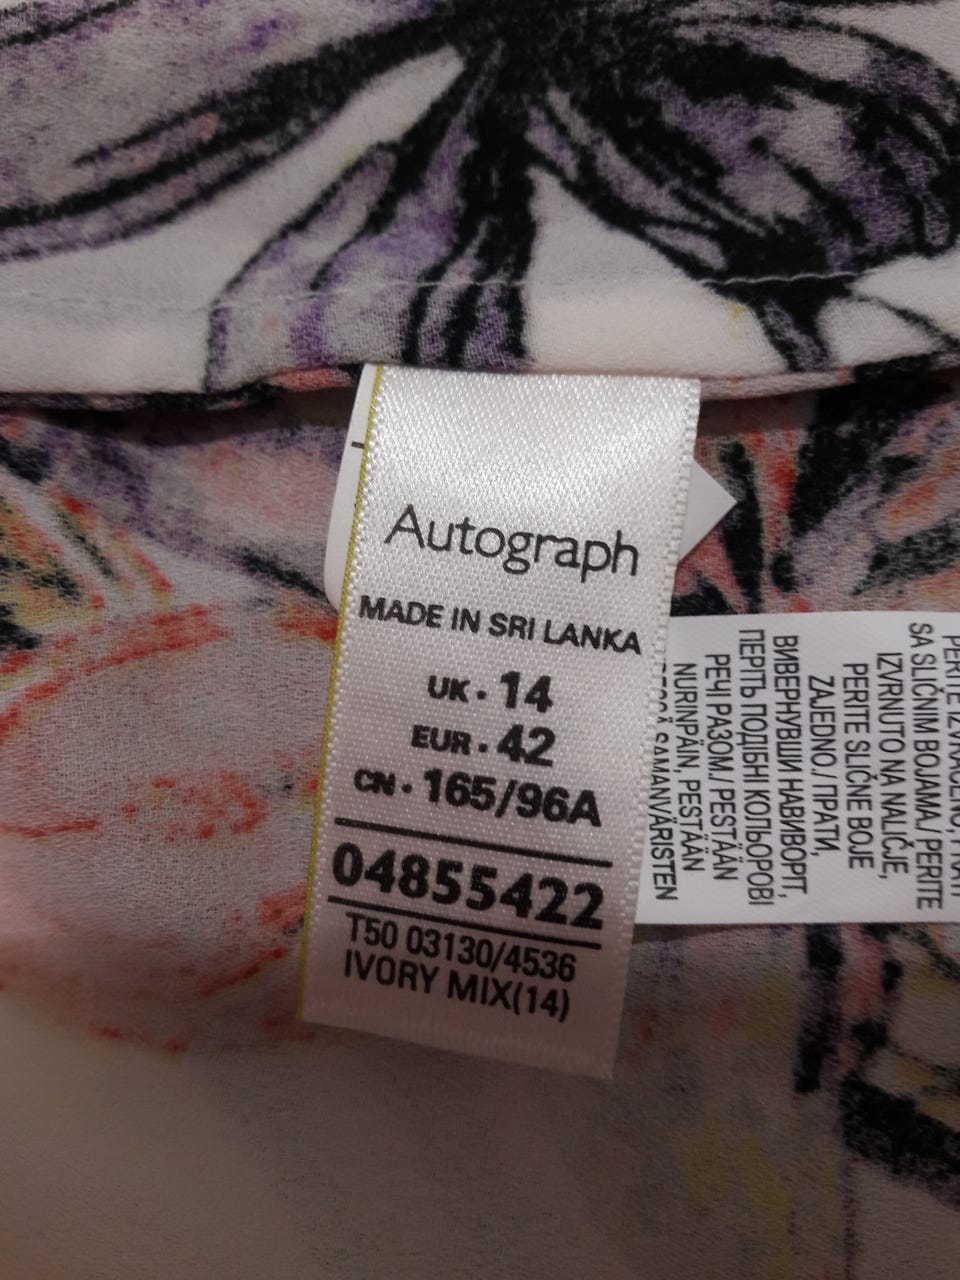 Autograph
MADE IN SRI LANKA
UK • 14
EUR • 42
CN • 165/96A
04855422
T50 03130/4536
IVORY MIX(14)
SA SLIČNIM BOJAMA / PERITE
IZVRNUTO NA NALIČJE,
PERITE SLIČNE BOJE
ZAJEDNO./ ПРАТИ,
ВИВЕРНУВШИ НАВИВОРІТ,
ПЕРІТЬ ПОДІБНІ КОЛЬОРОВІ
РЕЧІ РАЗОМ./ PESTÄÄN
NURINPÄIN, PESTÄÄN
SAMANVÄRISTEN